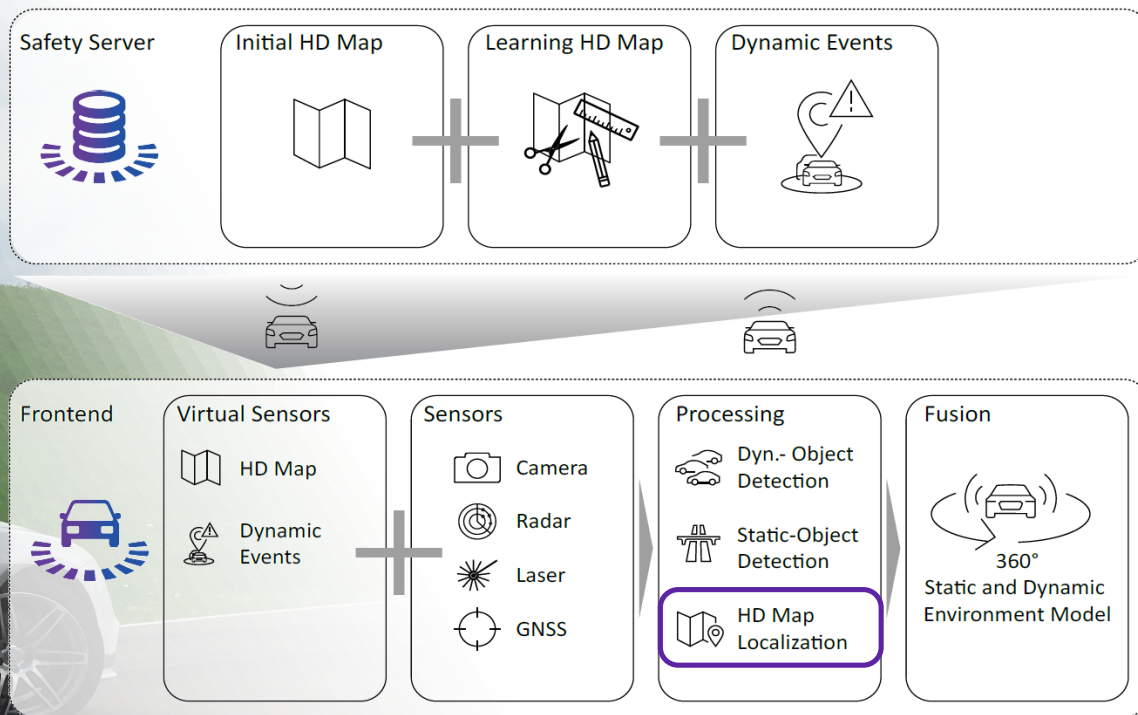 Safety Server
Initial HD Map
Learning HD Map
Dynamic Events
Frontend
Virtual Sensors
HD Map
Dynamic
Events
Sensors
Camera
Radar
Laser
GNSS
Processing
Dyn.- Object
Detection
Static-Object
Detection
HD Map
Localization
Fusion
360°
Static and Dynamic
Environment Model